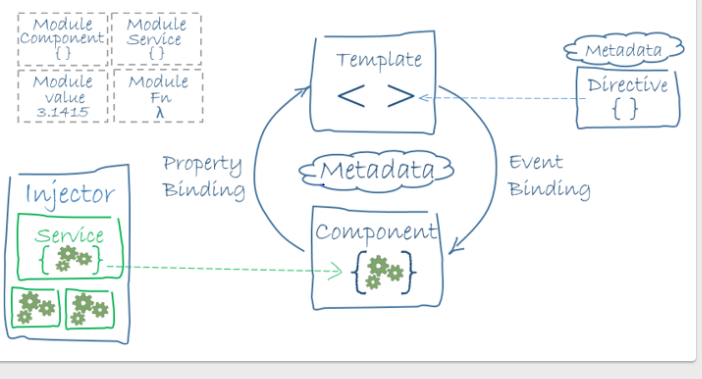 Module
Component
{ }
Module
Service
{ }
Module
value
3.1415
Module
Fn
λ
Template
< >
Metadata
Directive
{ }
Property
Binding
Metadata
Event
Binding
Injector
Service
{ }
Component
{ }